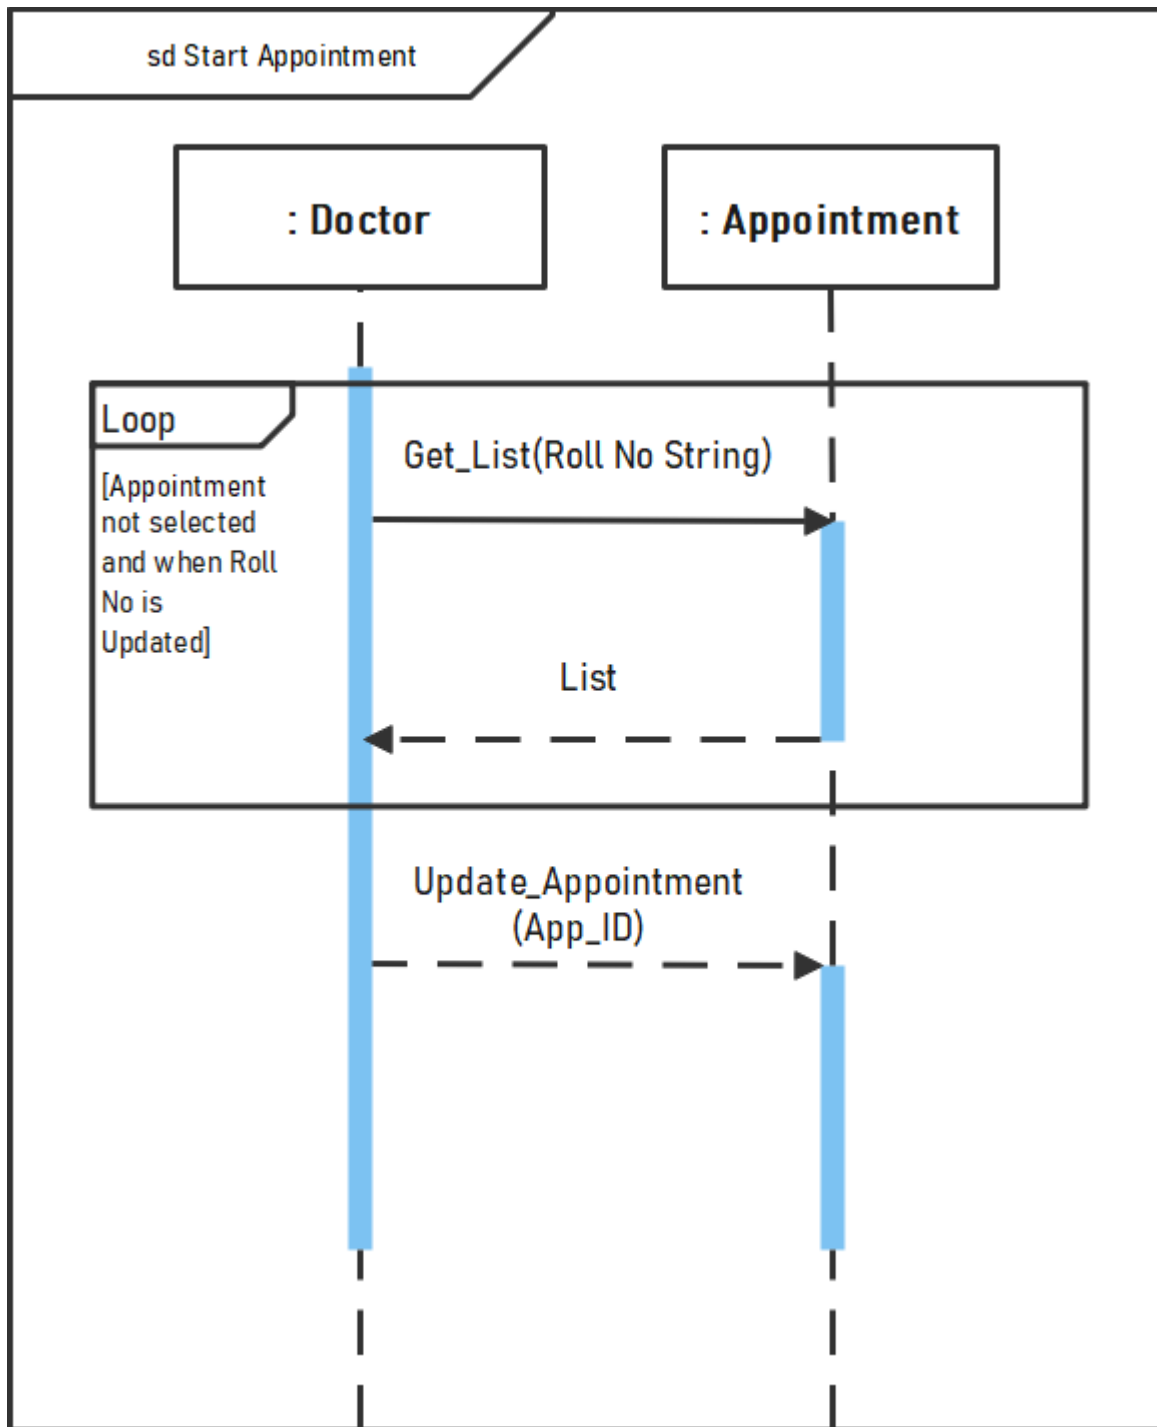 sd Start Appointment
: Doctor
: Appointment
Loop
[Appointment
not selected
and when Roll
No is
Updated]
Get_List(Roll No String)
List
Update_Appointment
(App_ID)